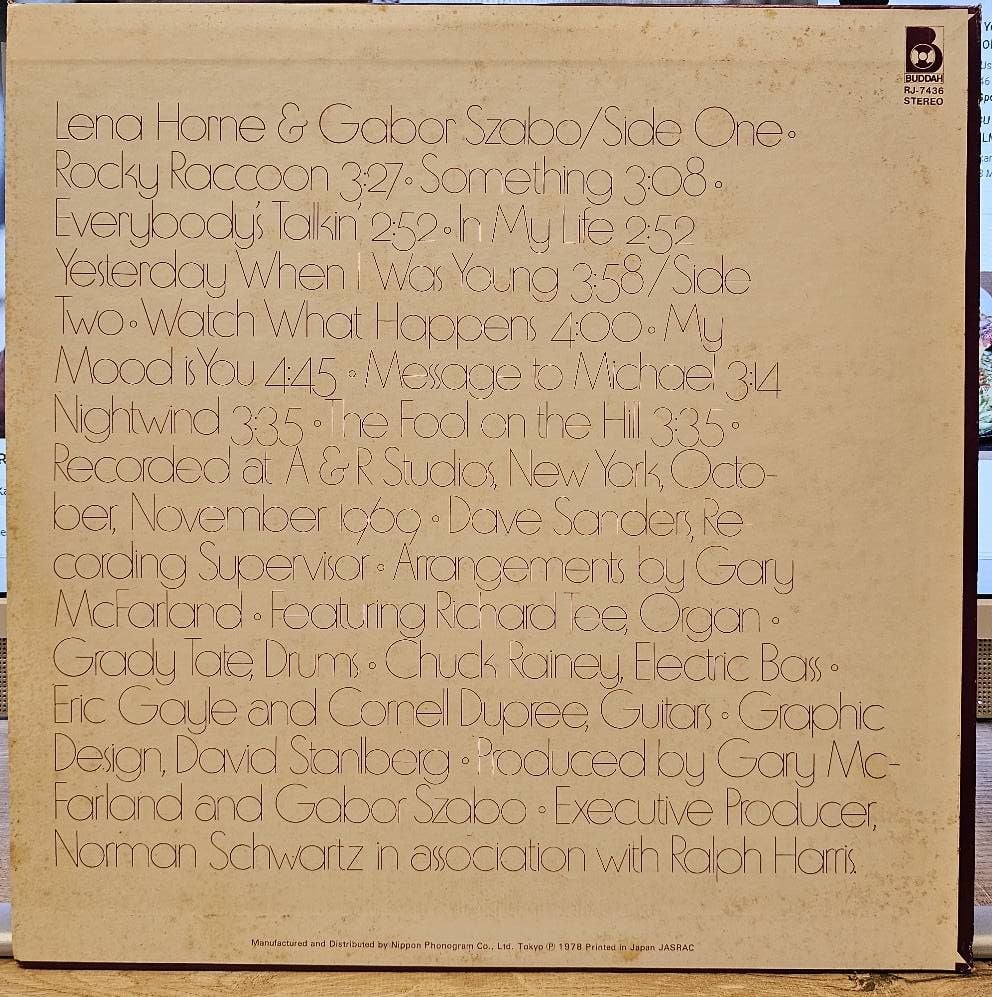 BUDDAH
RJ-7436
STEREO
Lena Horne & Gabor Szabo/Side One•
Rocky Raccoon 3:27•Something 3:08•
Everybody's Talkin' 2:52•In My Life 2:52
Yesterday When I Was Young 3:58/Side
Two•Watch What Happens 4:00•My
Mood is You 4:45 •Message to Michael 3:14
Nightwind 3:35 •The Fool on the Hill 3:35•
Recorded at A & R Studios, New York, Octo-
ber, November 1969 •Dave Sanders, Re
cording Supervisor •Arrangements by Gary
McFarland •Featuring Richard Tee, Organ •
Grady Tate, Drums• Chuck Rainey, Electric Bass •
Eric Gayle and Cornell Dupree, Guitars •Graphic
Design, David Stanlberg •Produced by Gary Mc-
Farland and Gabor Szabo •Executive Producer,
Norman Schwartz in association with Ralph Harris.
Manufactured and Distributed by Nippon Phonogram Co., Ltd. Tokyo ℗ 1978 Printed in Japan JASRAC